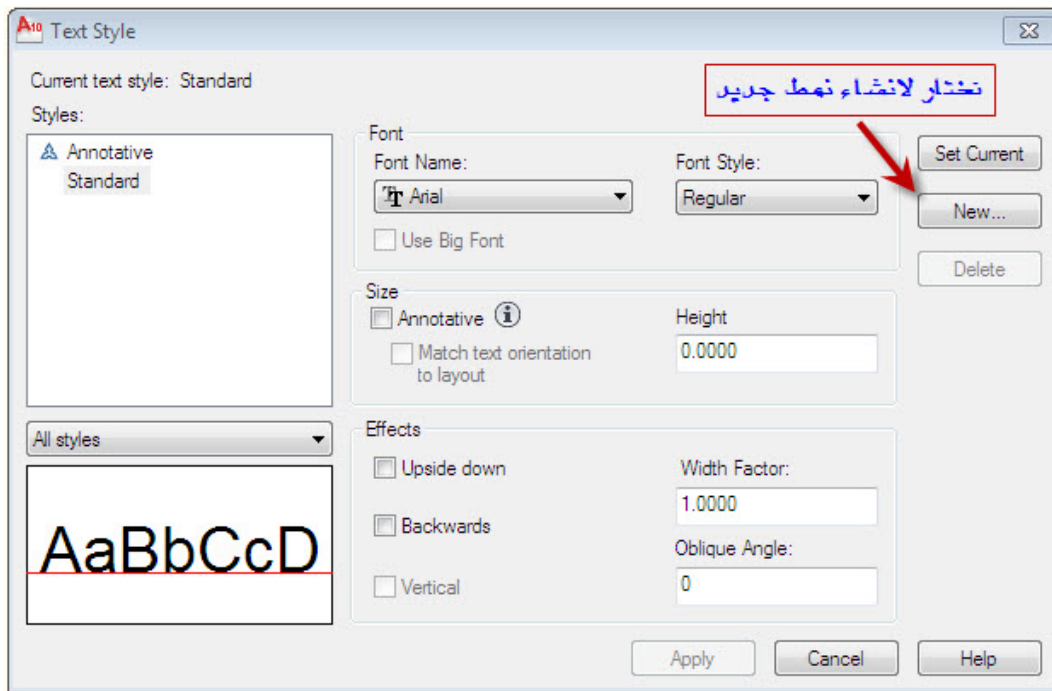 A10 Text Style
Current text style: Standard
Styles:
Annotative
Standard
All styles
AaBbCcD
Font
Font Name:
Arial
Font Style:
Regular
Use Big Font
Size
Annotative
Match text orientation
to layout
Height
0.0000
Effects
Upside down
Backwards
Vertical
Width Factor:
1.0000
Oblique Angle:
0
نختار لانشاء نمط جديد
Set Current
New...
Delete
Apply
Cancel
Help